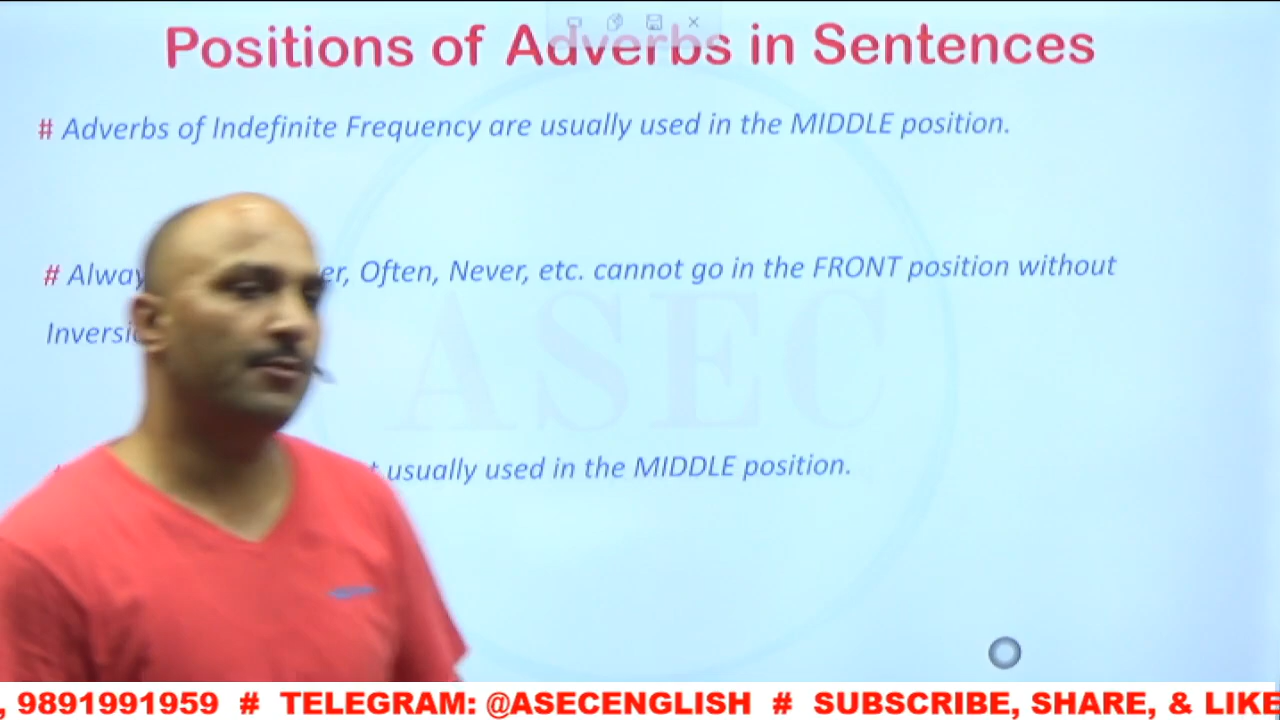 Positions of Adverbs in Sentences
# Adverbs of Indefinite Frequency are usually used in the MIDDLE position.
# Alway er, Often, Never, etc. cannot go in the FRONT position without
Inversi
usually used in the MIDDLE position.
ASEC
, 9891991959 # TELEGRAM: @ASECENGLISH # SUBSCRIBE, SHARE, & LIKE